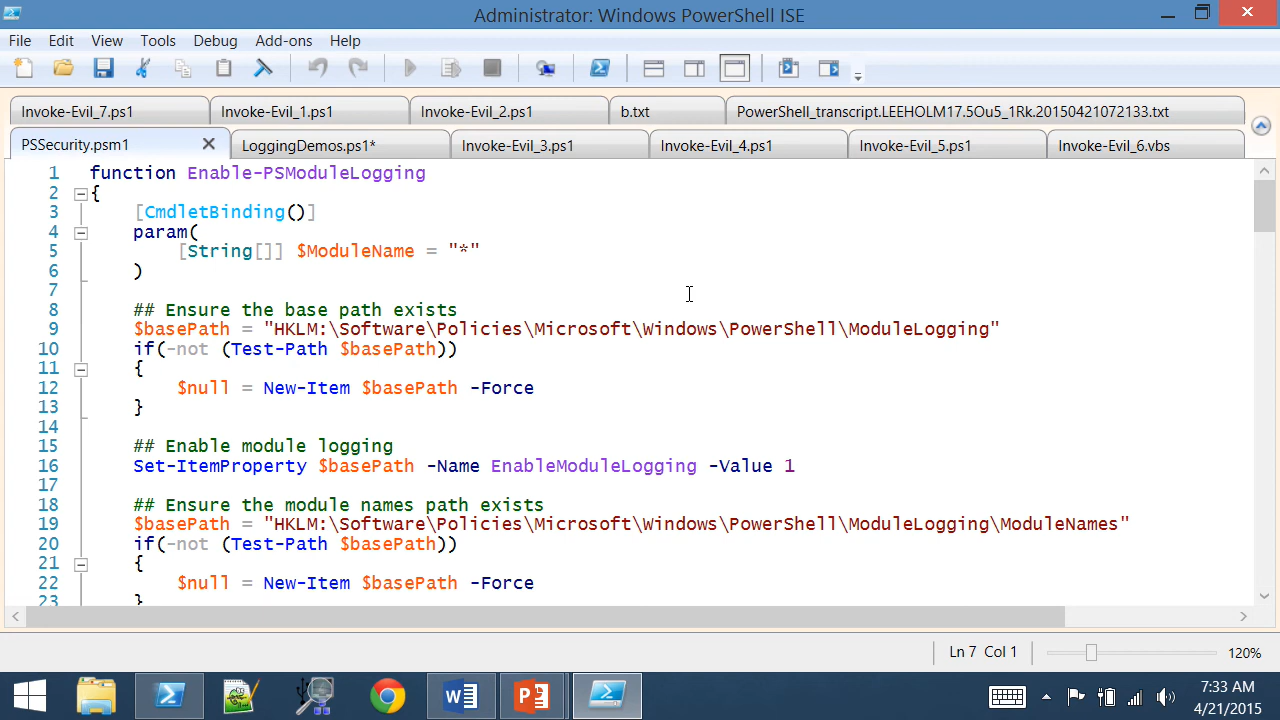 Administrator: Windows PowerShell ISE
File Edit View Tools Debug Add-ons Help
Invoke-Evil_7.ps1 Invoke-Evil_1.ps1 Invoke-Evil_2.ps1 b.txt PowerShell_transcript.LEEHOLM17.5Ou5_1Rk.20150421072133.txt
PSSecurity.psm1 LoggingDemos.ps1* Invoke-Evil_3.ps1 Invoke-Evil_4.ps1 Invoke-Evil_5.ps1 Invoke-Evil_6.vbs
1 function Enable-PSModuleLogging
2 {
3 [CmdletBinding()]
4 param(
5 [String[]] $ModuleName = "*"
6 )
7
8 ## Ensure the base path exists
9 $basePath = "HKLM:\Software\Policies\Microsoft\Windows\PowerShell\ModuleLogging"
10 if(-not (Test-Path $basePath))
11 {
12 $null = New-Item $basePath -Force
13 }
14
15 ## Enable module logging
16 Set-ItemProperty $basePath -Name EnableModuleLogging -Value 1
17
18 ## Ensure the module names path exists
19 $basePath = "HKLM:\Software\Policies\Microsoft\Windows\PowerShell\ModuleLogging\ModuleNames"
20 if(-not (Test-Path $basePath))
21 {
22 $null = New-Item $basePath -Force
23 }
Ln 7 Col 1 120%
7:33 AM
4/21/2015